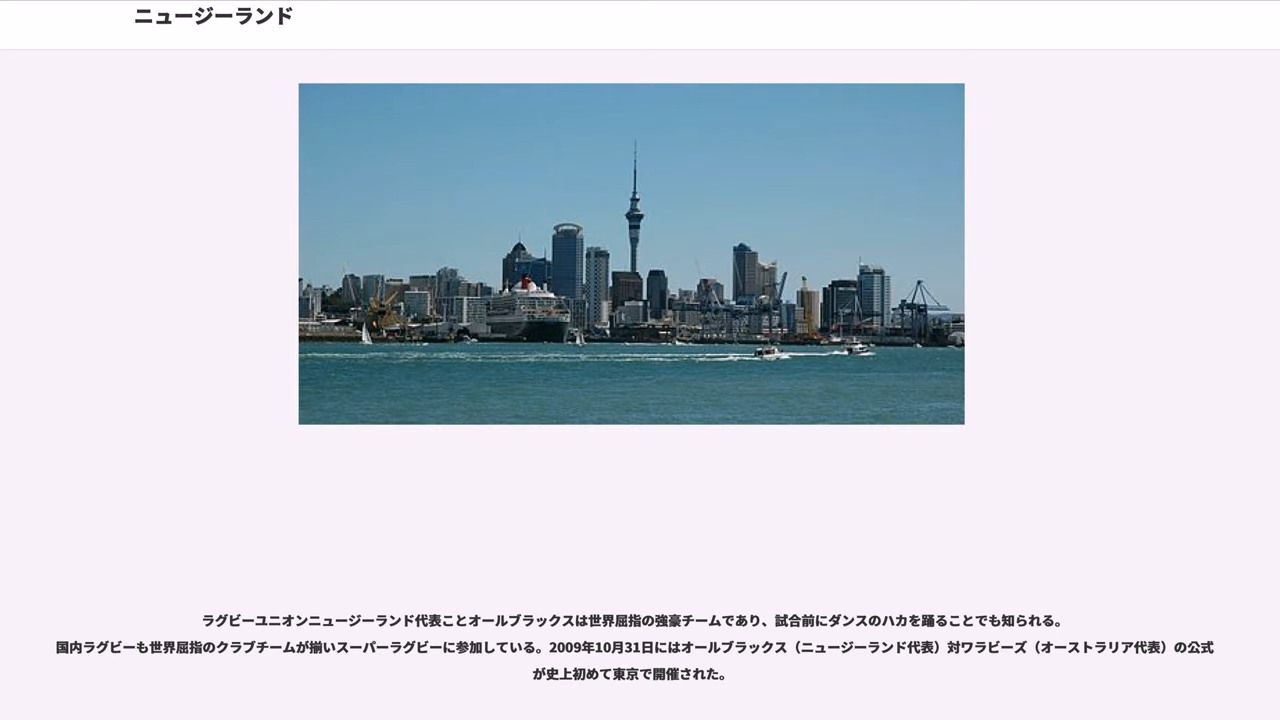 ニュージーランド
ラグビーユニオンニュージーランド代表ことオールブラックスは世界屈指の強豪チームであり、試合前にダンスのハカを踊ることでも知られる。
国内ラグビーも世界屈指のクラブチームが揃いスーパーラグビーに参加している。2009年10月31日にはオールブラックス（ニュージーランド代表）対ワラビーズ（オーストラリア代表）の公式
が史上初めて東京で開催された。